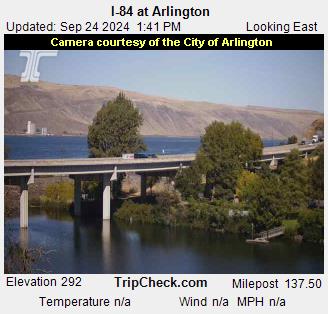 I-84 at Arlington
Updated: Sep 24 2024 1:41 PM Looking East
Camera courtesy of the City of Arlington
Elevation 292 TripCheck.com Milepost 137.50
Temperature n/a Wind n/a MPH n/a